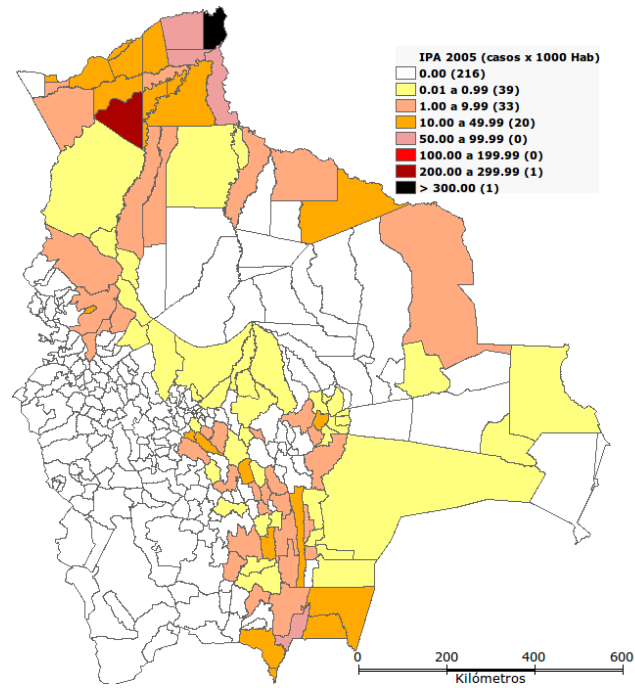 IPA 2005 (casos x 1000 Hab)
0.00 (216)
0.01 a 0.99 (39)
1.00 a 9.99 (33)
10.00 a 49.99 (20)
50.00 a 99.99 (0)
100.00 a 199.99 (0)
200.00 a 299.99 (1)
> 300.00 (1)
0 200 400 600
Kilómetros